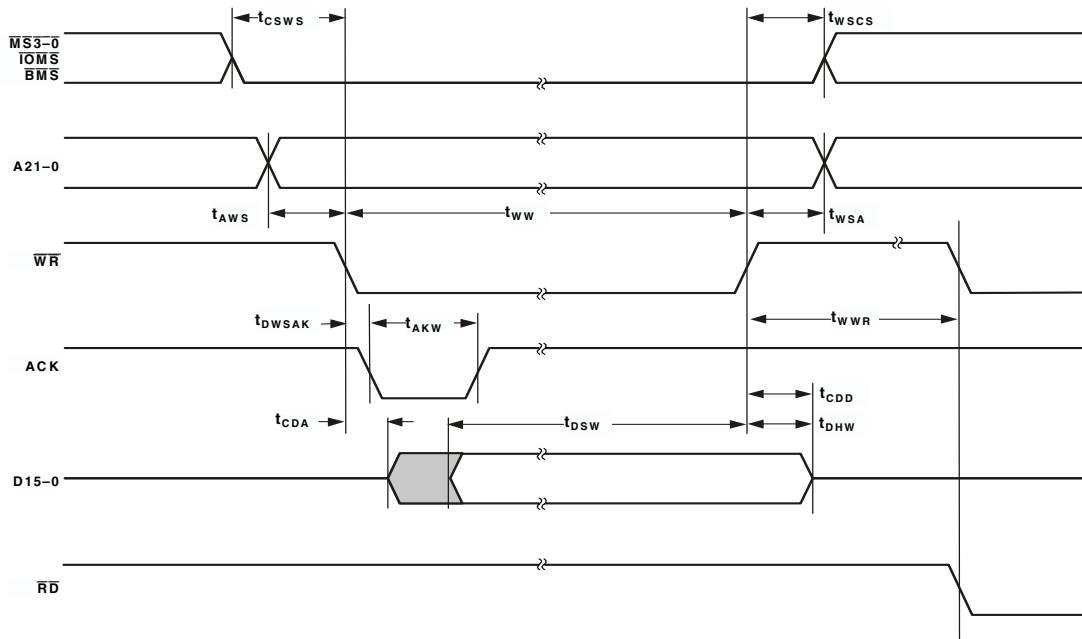 tCSWS
tWSCS
MS3–0
IOMS
BMS
A21–0
tAWS
tWW
tWSA
WR
tDWSAK
tAKW
tWWR
ACK
tCDD
tCDA
tDSW
tDHW
D15–0
RD